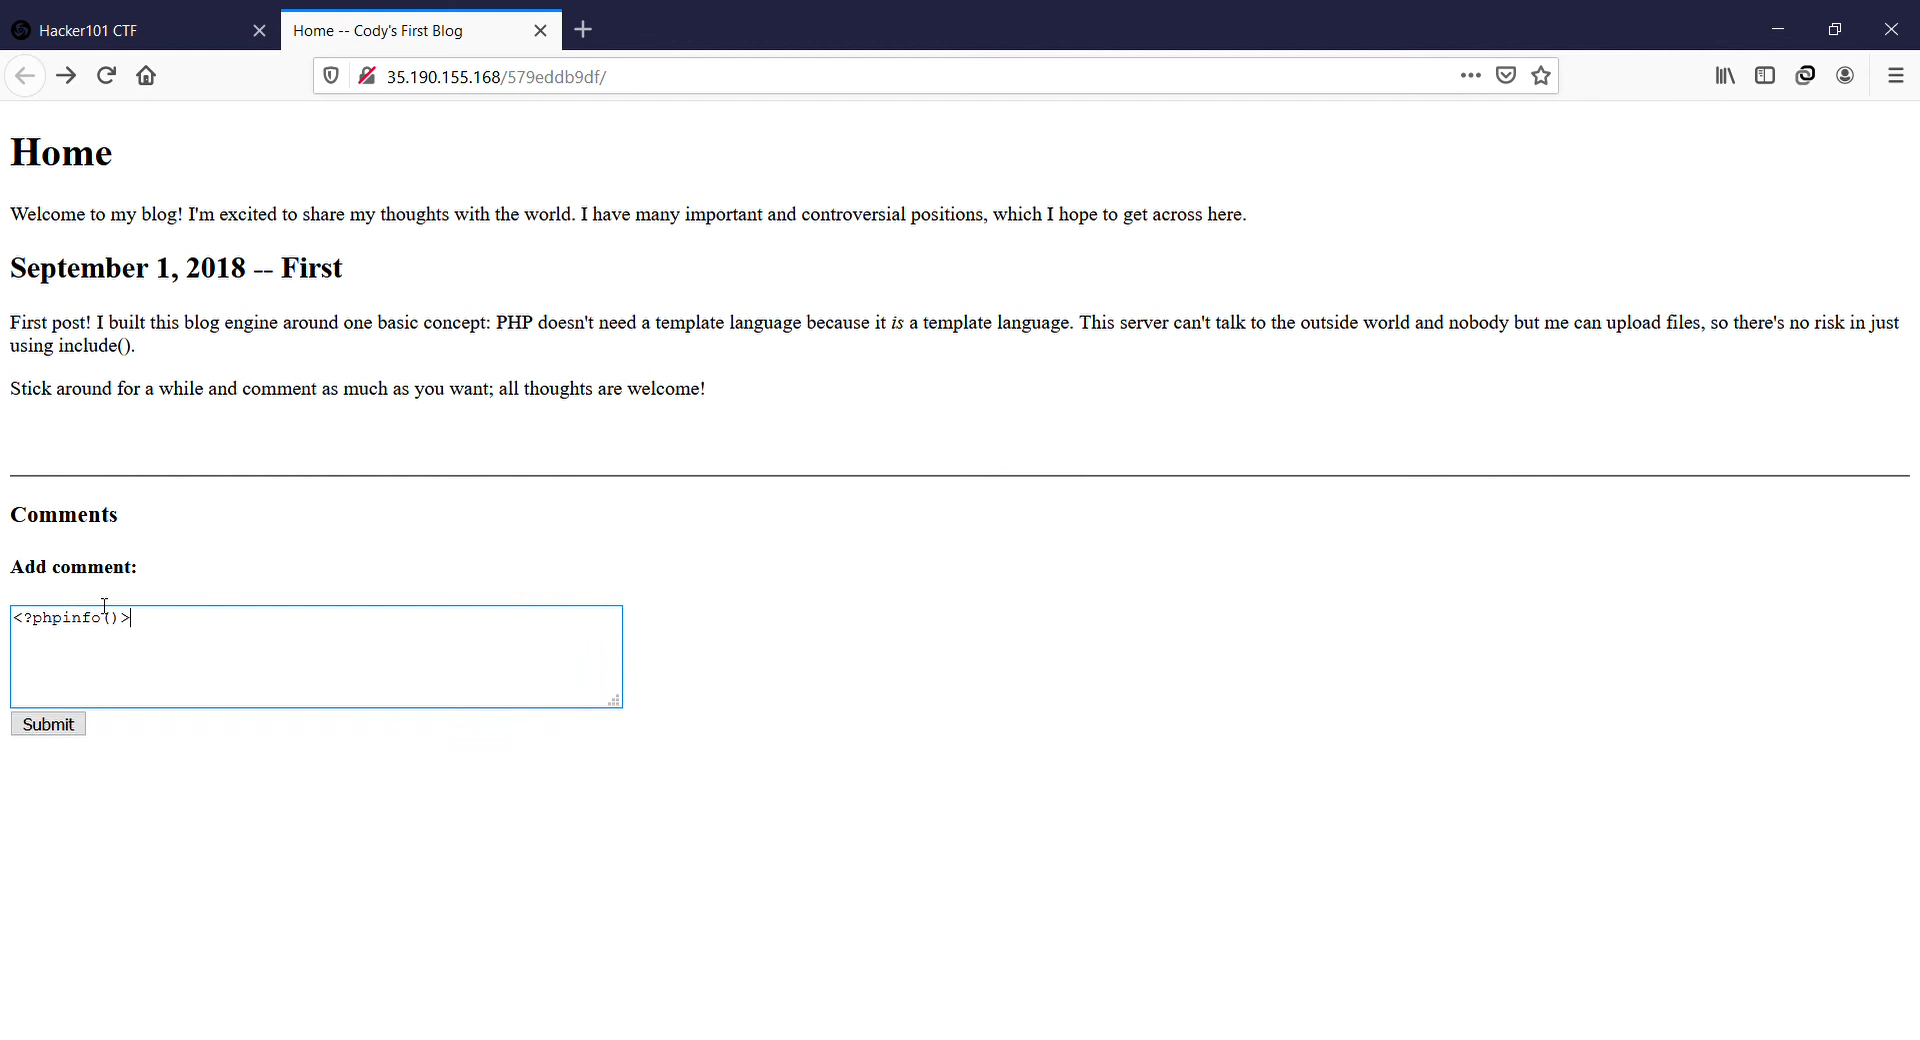 Hacker101 CTF
Home -- Cody's First Blog
35.190.155.168/579eddb9df/
Home
Welcome to my blog! I'm excited to share my thoughts with the world. I have many important and controversial positions, which I hope to get across here.
September 1, 2018 -- First
First post! I built this blog engine around one basic concept: PHP doesn't need a template language because it is a template language. This server can't talk to the outside world and nobody but me can upload files, so there's no risk in just
using include().
Stick around for a while and comment as much as you want; all thoughts are welcome!
Comments
Add comment:
<?phpinfo()>
Submit